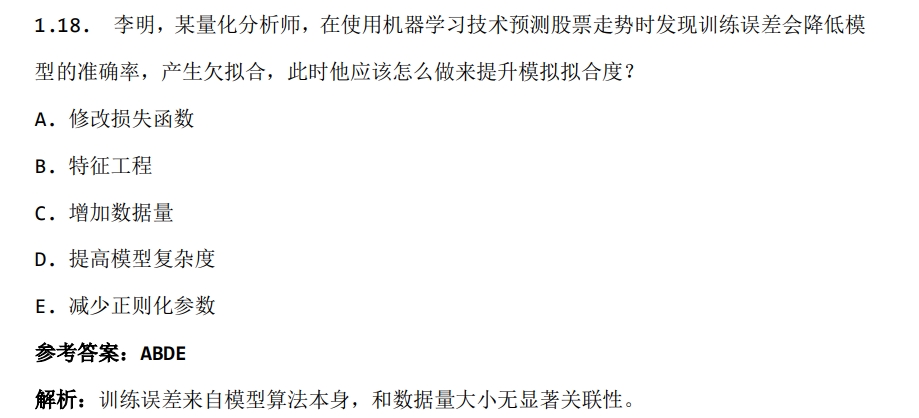 1.18. 李明，某量化分析师，在使用机器学习技术预测股票走势时发现训练误差会降低模
型的准确率，产生欠拟合，此时他应该怎么做来提升模拟拟合度？
A. 修改损失函数
B. 特征工程
C. 增加数据量
D. 提高模型复杂度
E. 减少正则化参数
参考答案：ABDE
解析：训练误差来自模型算法本身，和数据量大小无显著关联性。